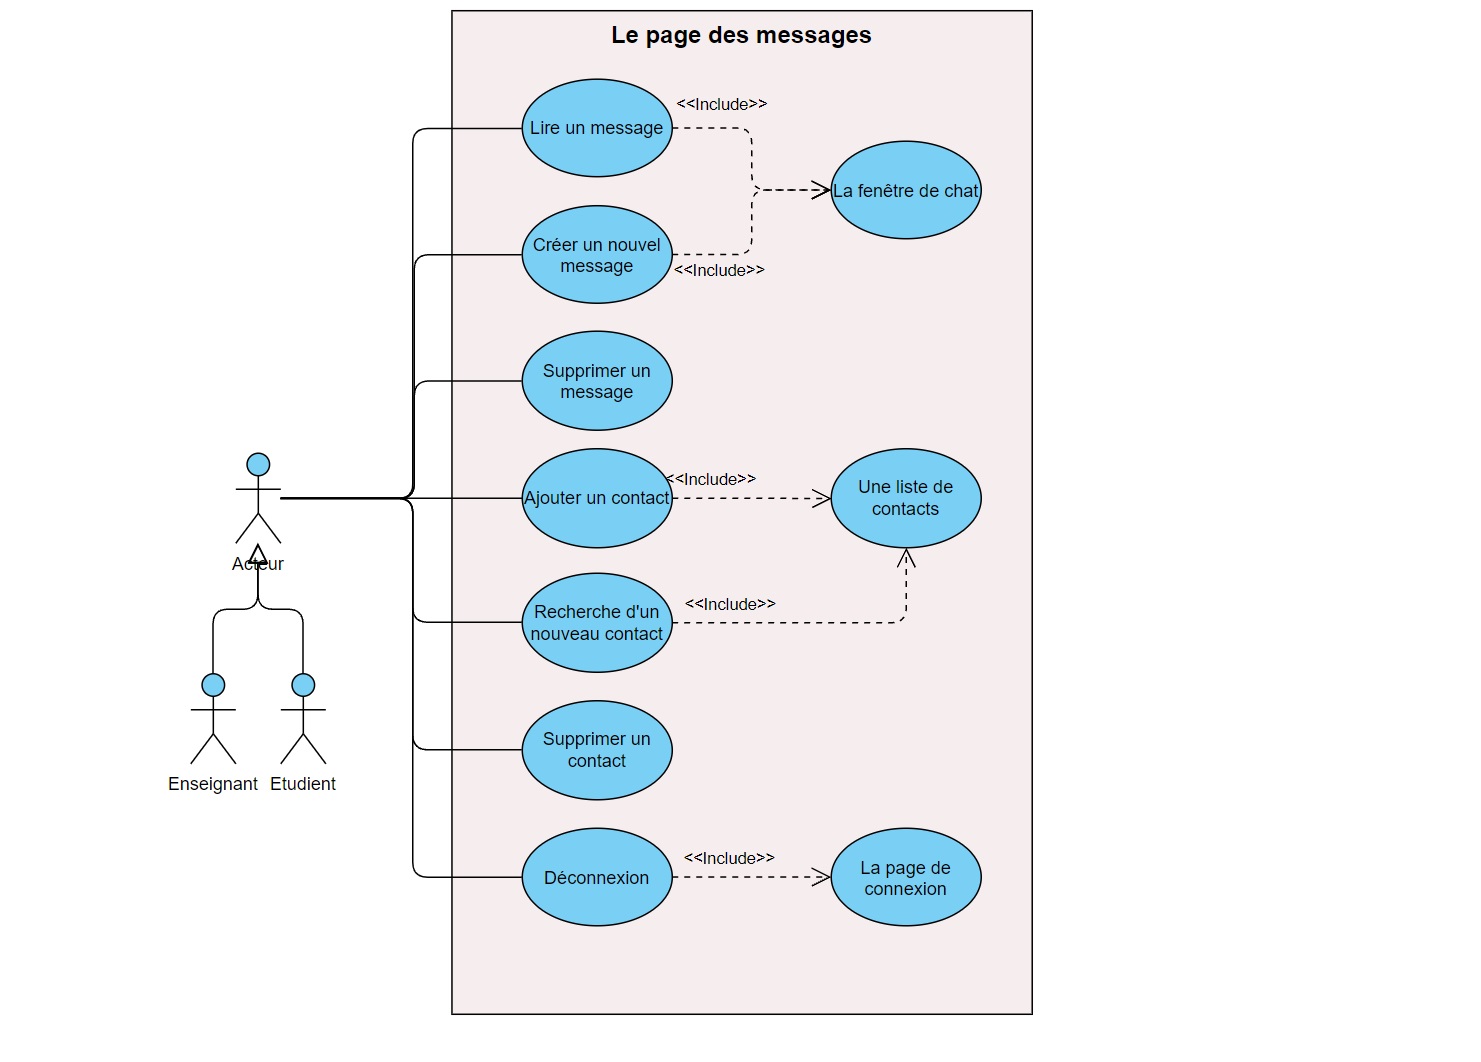 Le page des messages
Lire un message
<<Include>>
La fenêtre de chat
Créer un nouvel
message
<<Include>>
Supprimer un
message
Ajouter un contact
<<Include>>
Une liste de
contacts
Acteur
Recherche d'un
nouveau contact
<<Include>>
Enseignant
Etudient
Supprimer un
contact
Déconnexion
<<Include>>
La page de
connexion